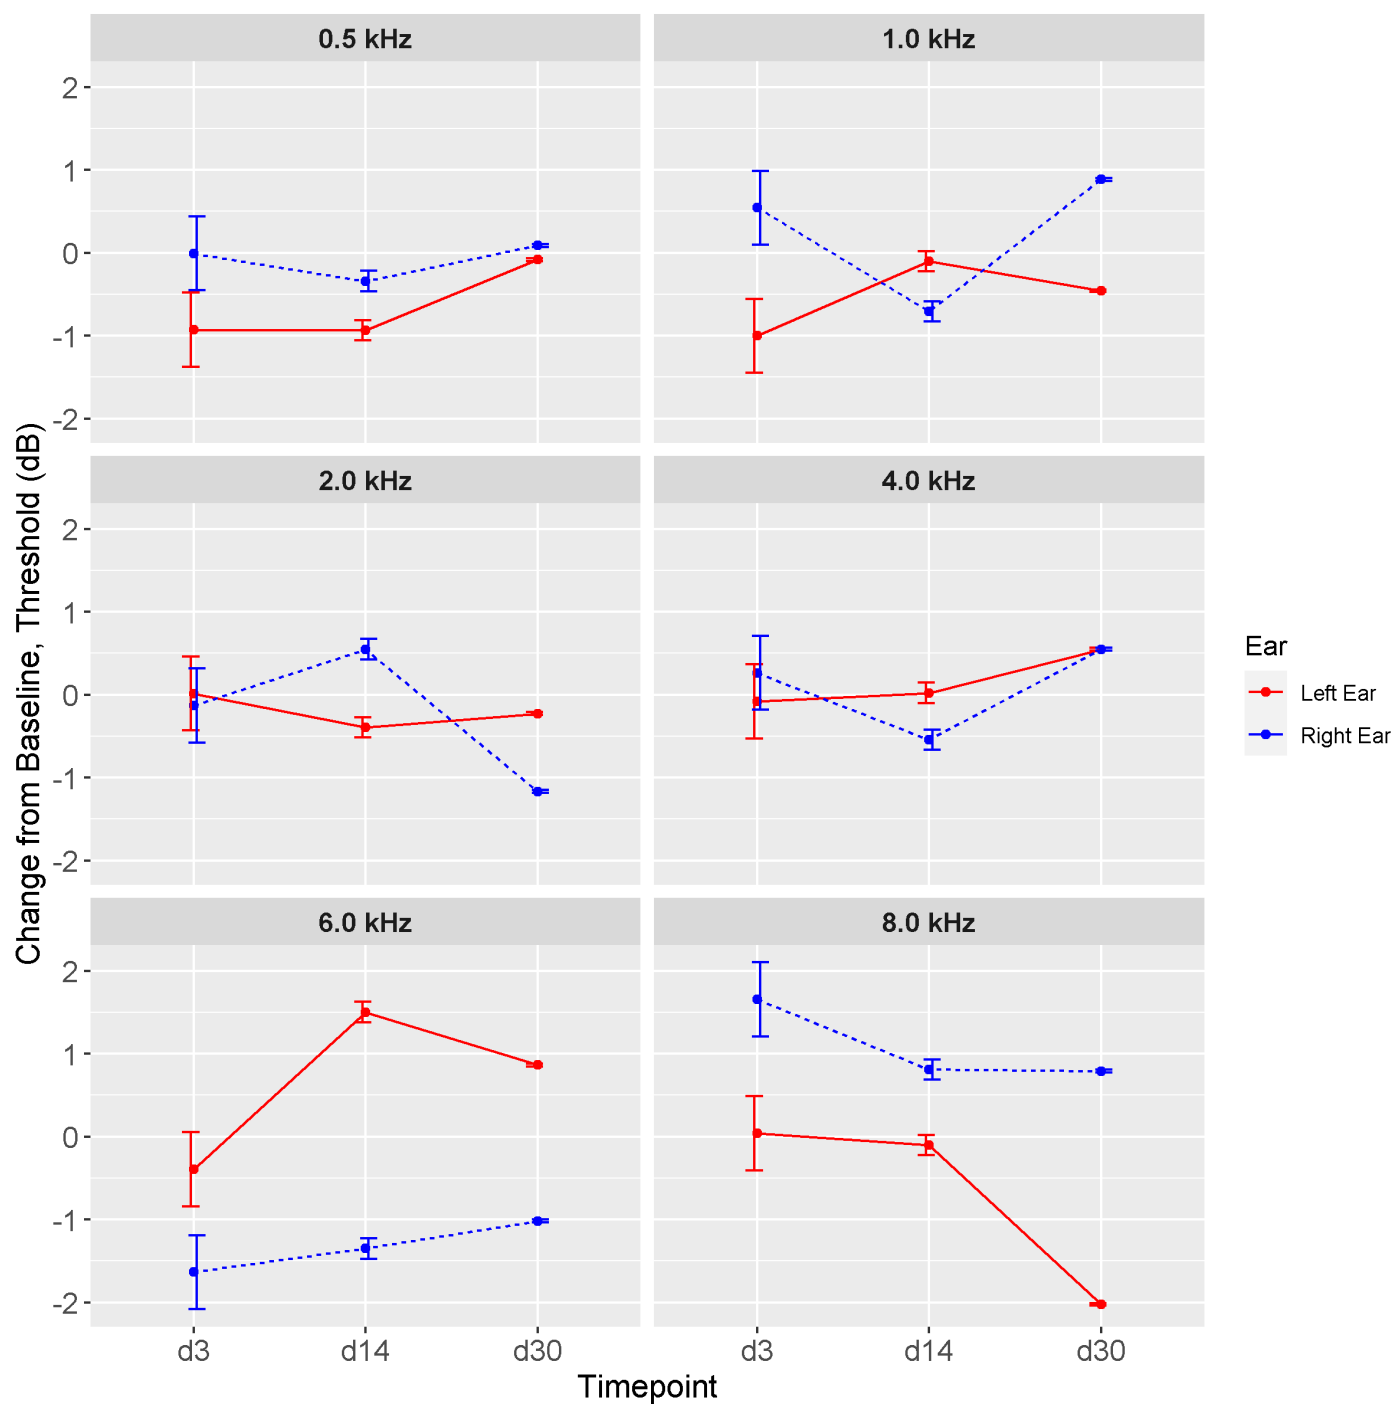 0.5 kHz
1.0 kHz
2
1
0
-1
-2
2.0 kHz
4.0 kHz
2
1
0
-1
-2
6.0 kHz
8.0 kHz
2
1
0
-1
-2
d3
d14
d30
d3
d14
d30
Timepoint
Change from Baseline, Threshold (dB)
Ear
Left Ear
Right Ear